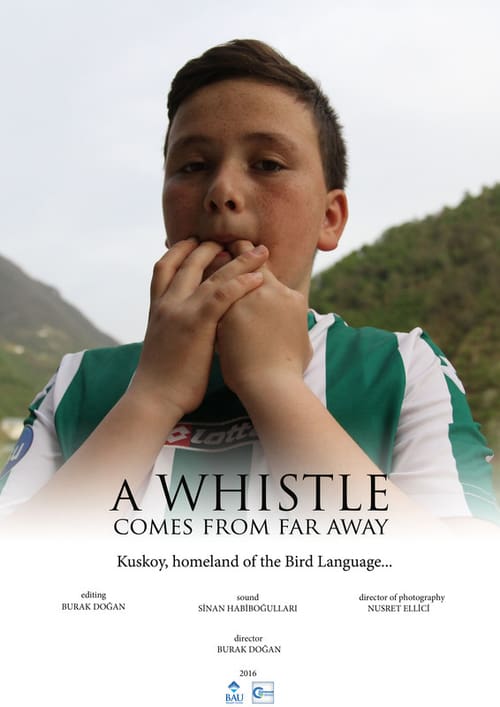 lotto
A WHISTLE
COMES FROM FAR AWAY
Kuskoy, homeland of the Bird Language...
editing
BURAK DOĞAN
sound
SİNAN HABİBOĞULLARI
director of photography
NUSRET ELLİCİ
director
BURAK DOĞAN
2016
BAU